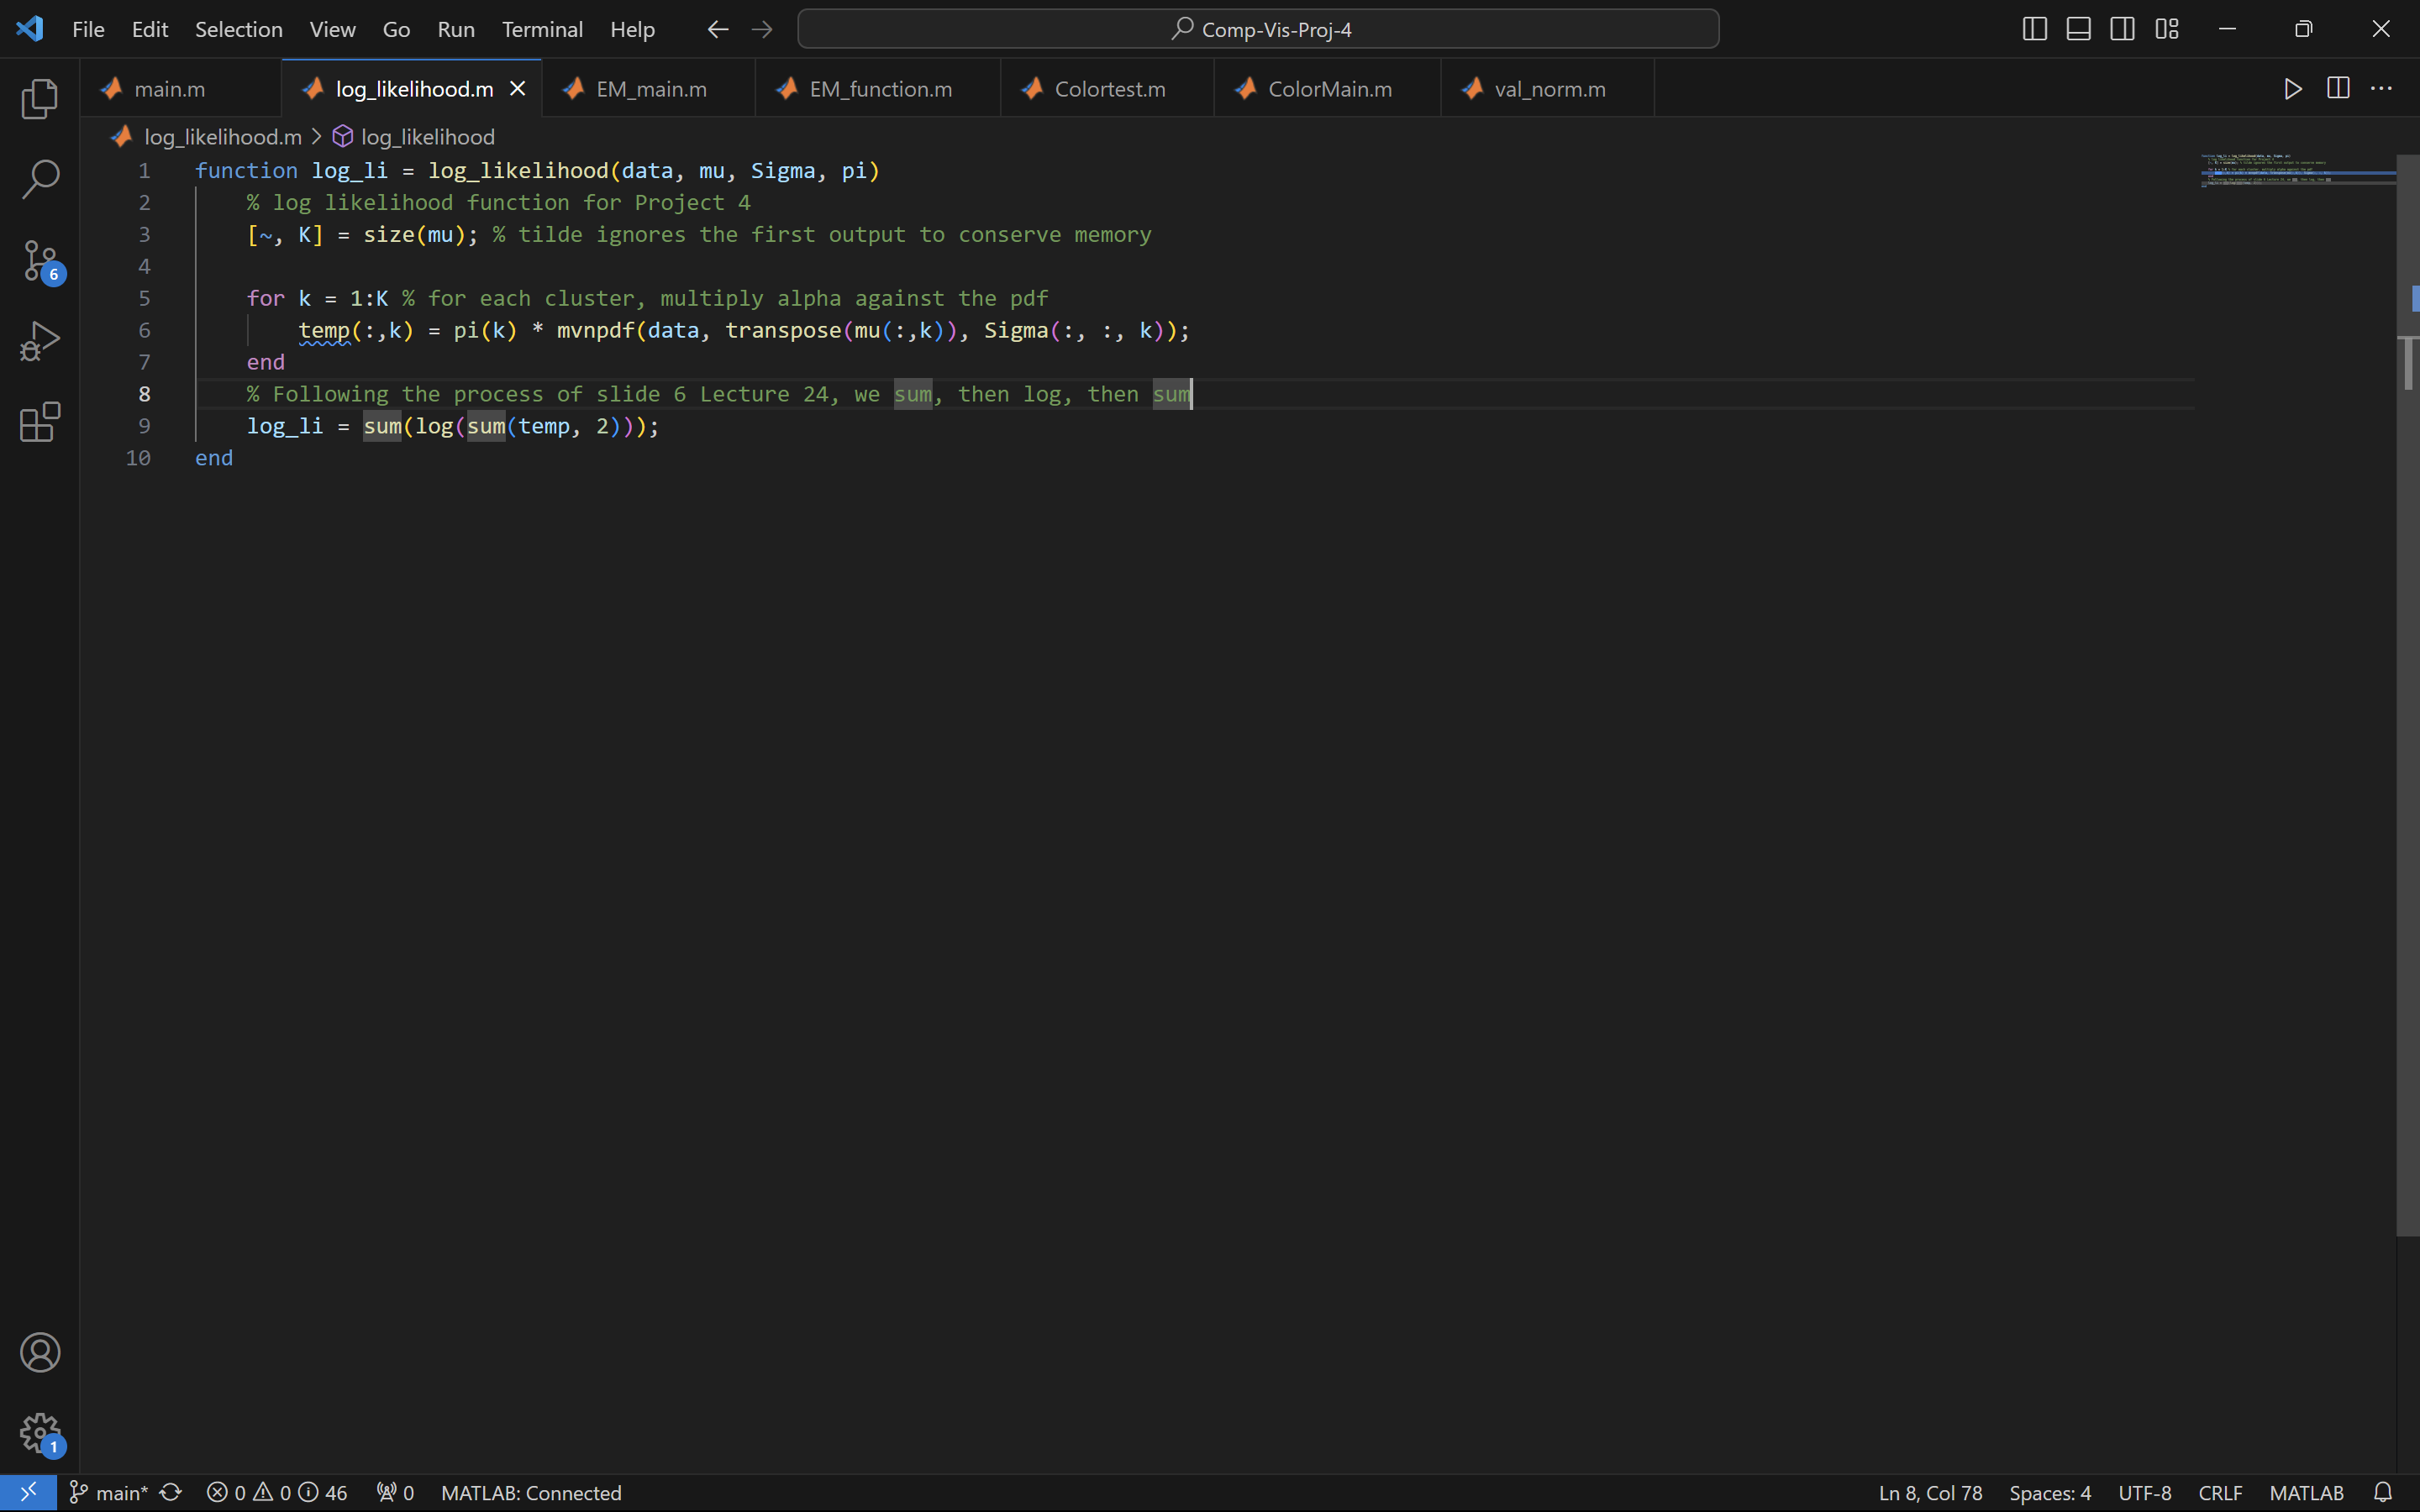 File Edit Selection View Go Run Terminal Help Comp-Vis-Proj-4
main.m log_likelihood.m EM_main.m EM_function.m Colortest.m ColorMain.m val_norm.m
log_likelihood.m > log_likelihood
1 function log_li = log_likelihood(data, mu, Sigma, pi)
2 % log likelihood function for Project 4
3 [~, K] = size(mu); % tilde ignores the first output to conserve memory
4
5 for k = 1:K % for each cluster, multiply alpha against the pdf
6 temp(:,k) = pi(k) * mvnpdf(data, transpose(mu(:,k)), Sigma(:, :, k));
7 end
8 % Following the process of slide 6 Lecture 24, we sum, then log, then sum
9 log_li = sum(log(sum(temp, 2)));
10 end
6
1
main* 0 0 46 0 MATLAB: Connected Ln 8, Col 78 Spaces: 4 UTF-8 CRLF MATLAB